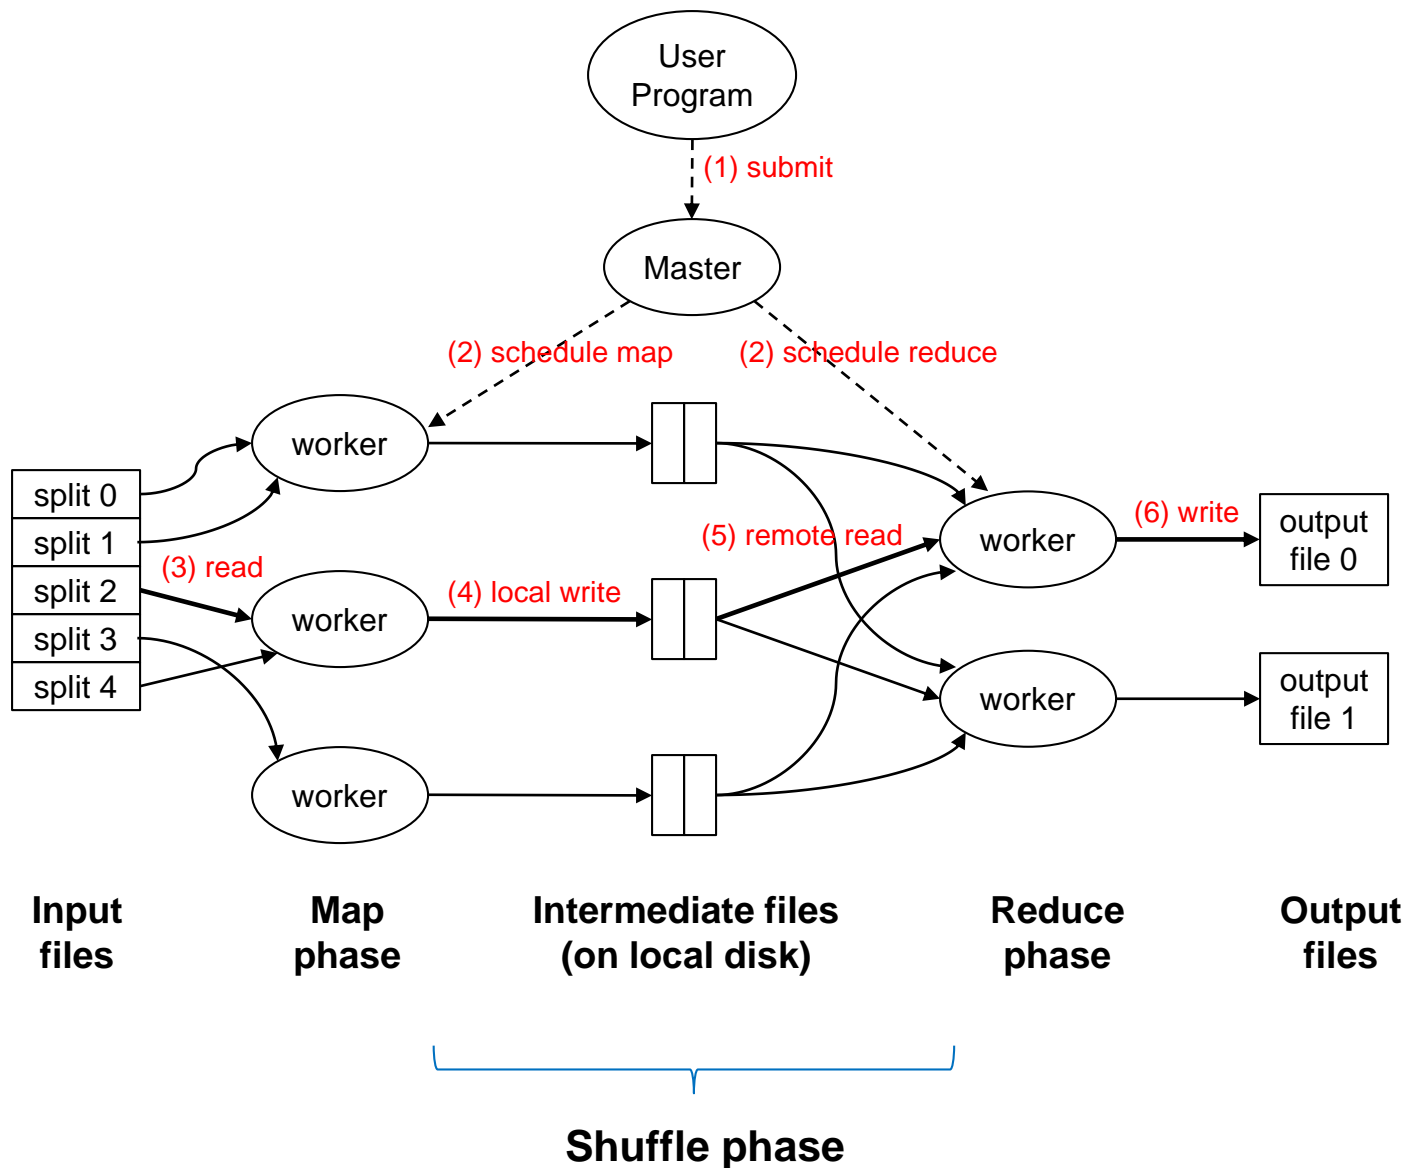 User
Program
(1) submit
Master
(2) schedule map
(2) schedule reduce
worker
split 0
split 1
split 2
split 3
split 4
(3) read
worker
(4) local write
worker
(5) remote read
worker
(6) write
output
file 0
worker
output
file 1
Input
files
Map
phase
Intermediate files
(on local disk)
Reduce
phase
Output
files
Shuffle phase